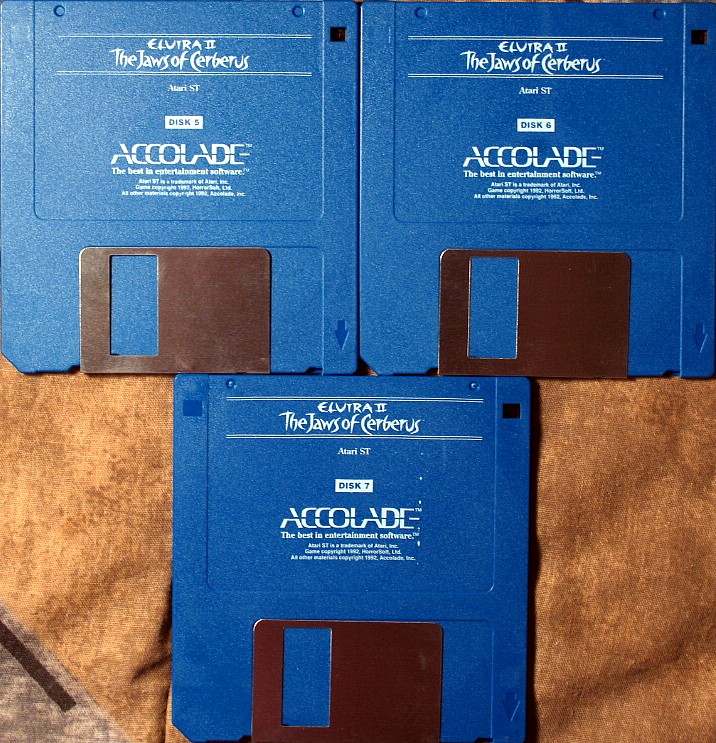 ELVIRA II
The Jaws of Cerberus
Atari ST
DISK 5
ACCOLADE™
The best in entertainment software.™
Atari ST is a trademark of Atari, Inc.
Game copyright 1992, HorrorSoft, Ltd.
All other materials copyright 1992, Accolade, Inc.
ELVIRA II
The Jaws of Cerberus
Atari ST
DISK 6
ACCOLADE™
The best in entertainment software.™
Atari ST is a trademark of Atari, Inc.
Game copyright 1992, HorrorSoft, Ltd.
All other materials copyright 1992, Accolade, Inc.
ELVIRA II
The Jaws of Cerberus
Atari ST
DISK 7
ACCOLADE™
The best in entertainment software.™
Atari ST is a trademark of Atari, Inc.
Game copyright 1992, HorrorSoft, Ltd.
All other materials copyright 1992, Accolade, Inc.